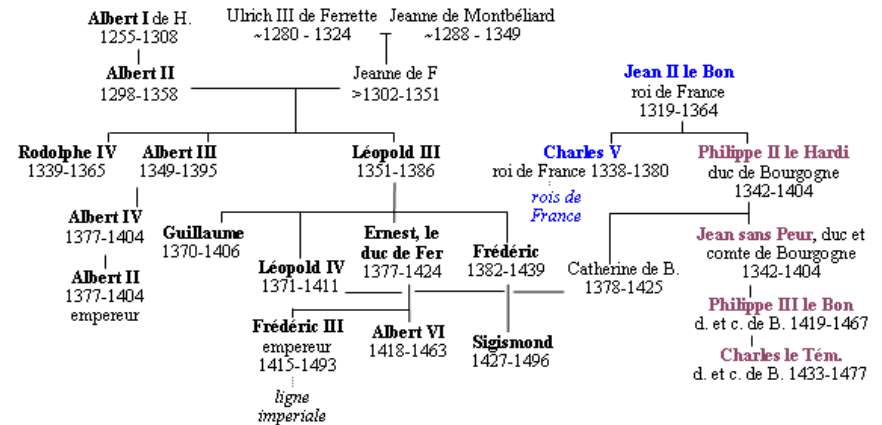 Albert I de H.
1255-1308
Ulrich III de Ferrette
~1280 - 1324
Jeanne de Montbéliard
~1288 - 1349
Albert II
1298-1358
Jeanne de F
>1302-1351
Jean II le Bon
roi de France
1319-1364
Rodolphe IV
1339-1365
Albert III
1349-1395
Léopold III
1351-1386
Charles V
roi de France 1338-1380
rois de
France
Philippe II le Hardi
duc de Bourgogne
1342-1404
Albert IV
1377-1404
Guillaume
1370-1406
Léopold IV
1371-1411
Ernest, le
duc de Fer
1377-1424
Frédéric
1382-1439
Catherine de B.
1378-1425
Jean sans Peur, duc et
comte de Bourgogne
1342-1404
Albert II
1377-1404
empereur
Frédéric III
empereur
1415-1493
ligne
imperiale
Albert VI
1418-1463
Sigismond
1427-1496
Philippe III le Bon
d. et c. de B. 1419-1467
Charles le Tém.
d. et c. de B. 1433-1477